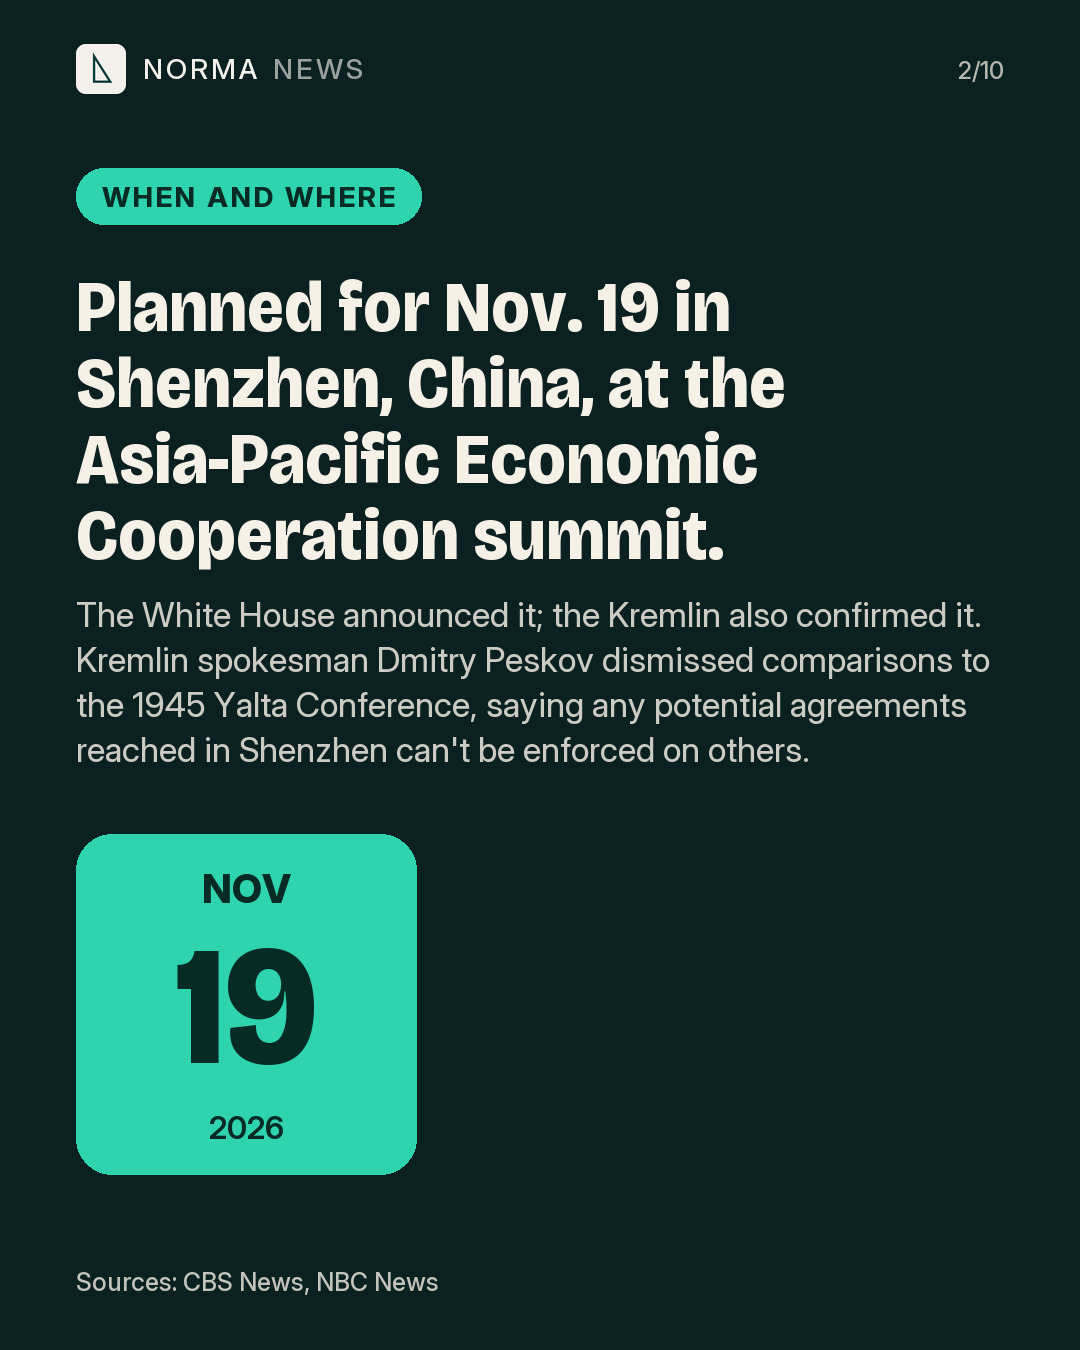 NORMA NEWS
2/10
WHEN AND WHERE
Planned for Nov. 19 in
Shenzhen, China, at the
Asia-Pacific Economic
Cooperation summit.
The White House announced it; the Kremlin also confirmed it.
Kremlin spokesman Dmitry Peskov dismissed comparisons to
the 1945 Yalta Conference, saying any potential agreements
reached in Shenzhen can't be enforced on others.
NOV
19
2026
Sources: CBS News, NBC News